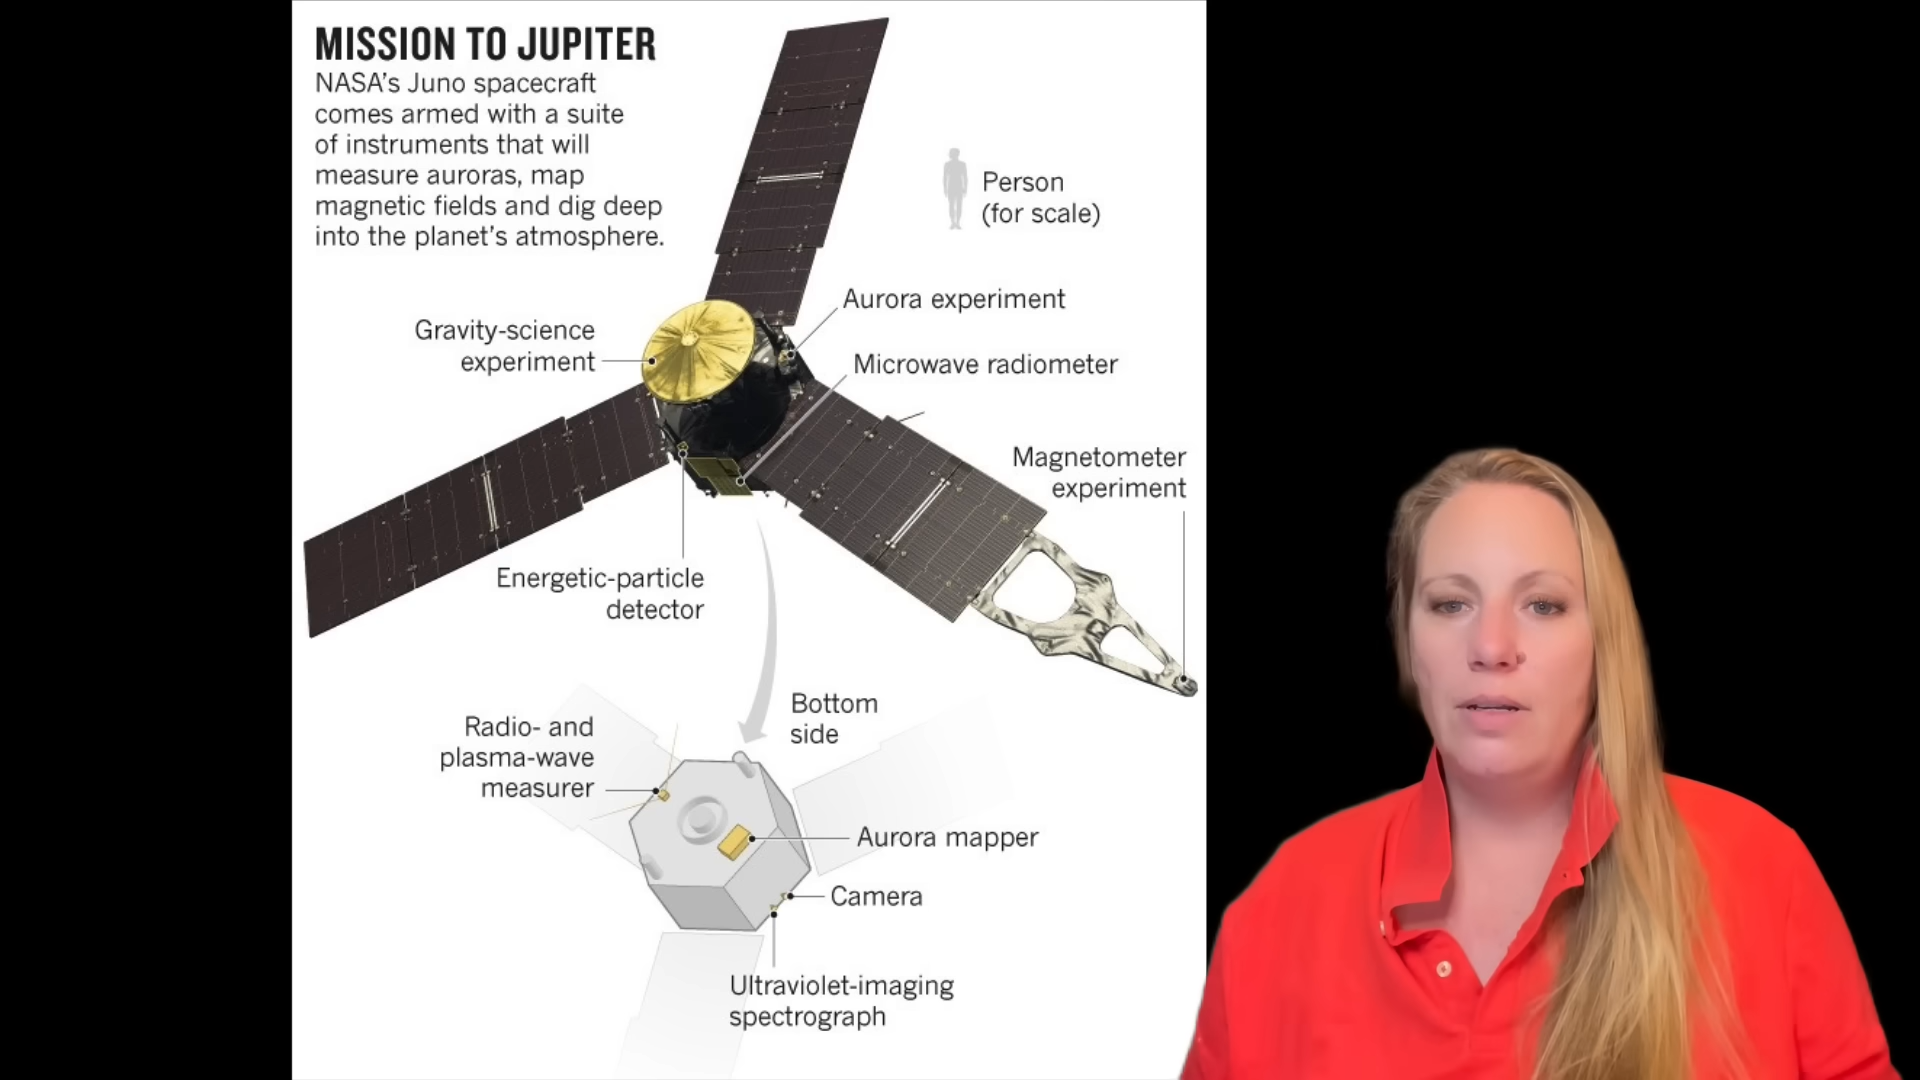 MISSION TO JUPITER
NASA’s Juno spacecraft
comes armed with a suite
of instruments that will
measure auroras, map
magnetic fields and dig deep
into the planet’s atmosphere.
Person
(for scale)
Aurora experiment
Gravity-science
experiment
Microwave radiometer
Magnetometer
experiment
Energetic-particle
detector
Bottom
side
Radio- and
plasma-wave
measurer
Aurora mapper
Camera
Ultraviolet-imaging
spectrograph